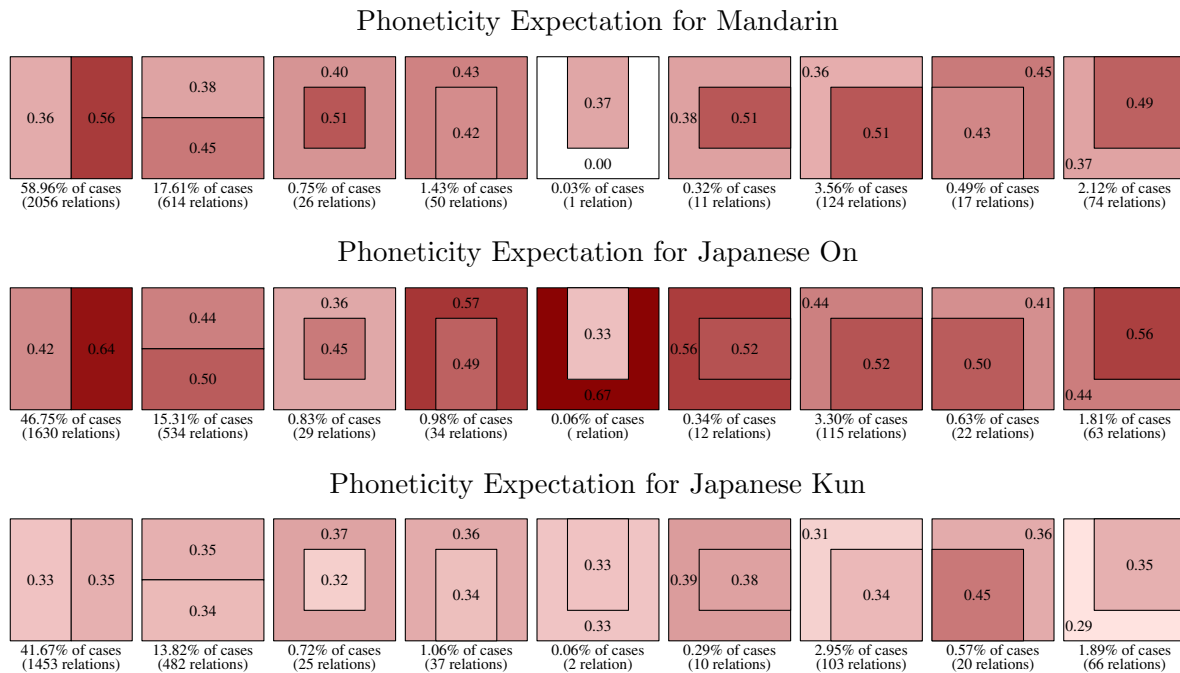 Phoneticity Expectation for Mandarin
0.36 0.56
0.38
0.45
0.40
0.51
0.43
0.42
0.37
0.00
0.38 0.51
0.36
0.51
0.45
0.43
0.49
0.37
58.96% of cases
(2056 relations)
17.61% of cases
(614 relations)
0.75% of cases
(26 relations)
1.43% of cases
(50 relations)
0.03% of cases
(1 relation)
0.32% of cases
(11 relations)
3.56% of cases
(124 relations)
0.49% of cases
(17 relations)
2.12% of cases
(74 relations)
Phoneticity Expectation for Japanese On
0.42 0.64
0.44
0.50
0.36
0.45
0.57
0.49
0.33
0.67
0.56 0.52
0.44
0.52
0.41
0.50
0.56
0.44
46.75% of cases
(1630 relations)
15.31% of cases
(534 relations)
0.83% of cases
(29 relations)
0.98% of cases
(34 relations)
0.06% of cases
( relation)
0.34% of cases
(12 relations)
3.30% of cases
(115 relations)
0.63% of cases
(22 relations)
1.81% of cases
(63 relations)
Phoneticity Expectation for Japanese Kun
0.33 0.35
0.35
0.34
0.37
0.32
0.36
0.34
0.33
0.33
0.39 0.38
0.31
0.34
0.36
0.45
0.35
0.29
41.67% of cases
(1453 relations)
13.82% of cases
(482 relations)
0.72% of cases
(25 relations)
1.06% of cases
(37 relations)
0.06% of cases
(2 relation)
0.29% of cases
(10 relations)
2.95% of cases
(103 relations)
0.57% of cases
(20 relations)
1.89% of cases
(66 relations)